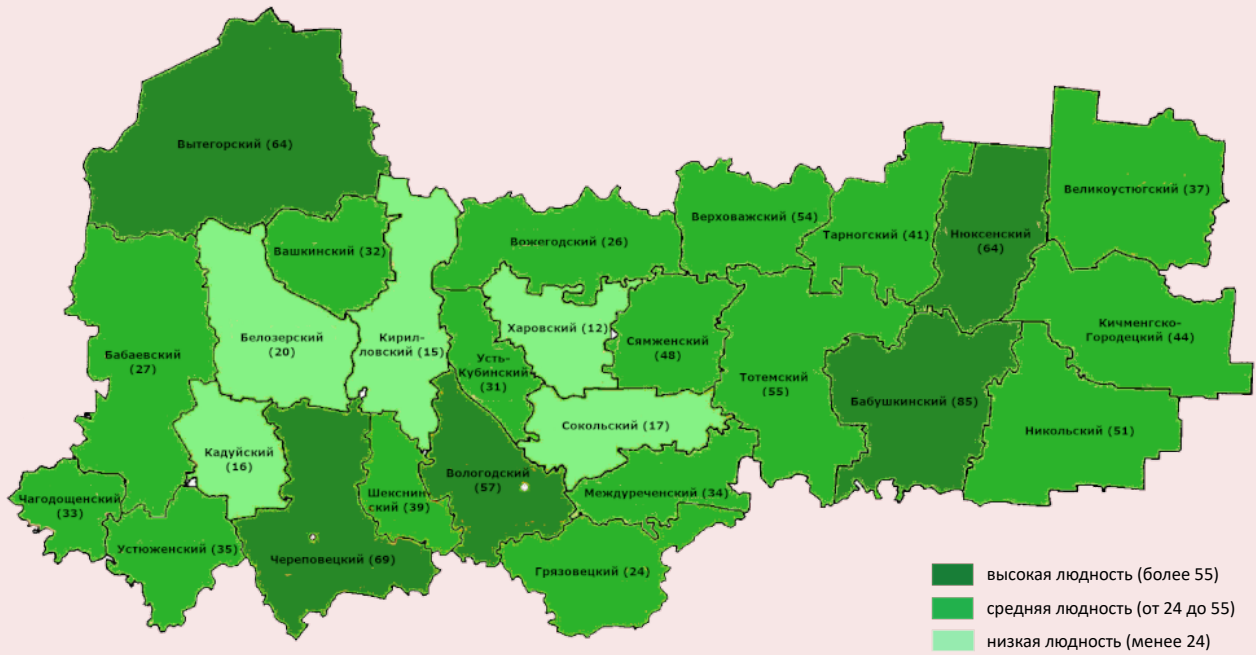 Вытегорский (64)
Великоустюгский (37)
Верховажский (54)
Тарногский (41)
Нюксенский
(64)
Вашкинский (32)
Вожегодский (26)
Белозерский
(20)
Кирил-
ловский (15)
Харовский (12)
Сямженский
(48)
Кичменгско-
Городецкий
(44)
Бабаевский
(27)
Усть-
Кубинский
(31)
Тотемский
(55)
Бабушкинский (85)
Никольский (51)
Сокольский (17)
Кадуйский
(16)
Вологодский
(57)
Шекснин
ский (39)
Междуреченский (34)
Чагодощенский
(33)
Устюженский (35)
Череповецкий (69)
Грязовецкий (24)
высокая людность (более 55)
средняя людность (от 24 до 55)
низкая людность (менее 24)